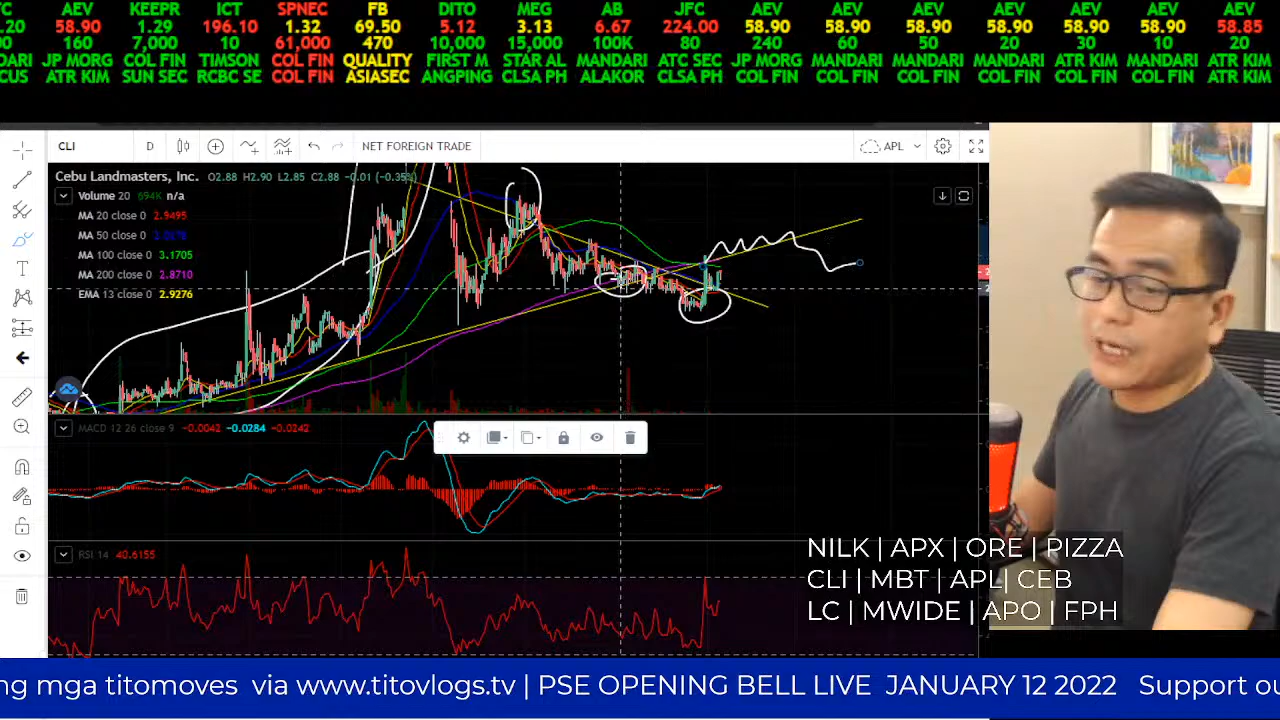 AEV KEEPR ICT SPNEC FB DITO MEG AB JFC AEV AEV AEV AEV AEV AEV AEV
.20 58.90 1.29 196.10 1.32 69.50 5.12 3.13 6.67 224.00 58.90 58.90 58.90 58.90 58.90 58.90 58.85
160 7,000 10 61,000 470 10,000 15,000 100K 80 240 60 50 20 30 10 20
JP MORG COL FIN TIMSON COL FIN QUALITY FIRST M STAR AL MANDARI ATC SEC JP MORG MANDARI MANDARI MANDARI ATR KIM MANDARI ATR KIM
ATR KIM SUN SEC RCBC SE COL FIN ASIASEC ANGPING CLSA PH ALAKOR CLSA PH COL FIN COL FIN COL FIN COL FIN COL FIN COL FIN ATR KIM
CLI D NET FOREIGN TRADE APL
Cebu Landmasters, Inc. O2.88 H2.90 L2.85 C2.88 -0.01 (-0.35%)
Volume 20 694K n/a
MA 20 close 0 2.9495
MA 50 close 0
MA 100 close 0 3.1705
MA 200 close 0 2.8710
EMA 13 close 0 2.9276
MACD 12 26 close 9 -0.0042 -0.0284 -0.0242
RSI 14 40.6155
NILK | APX | ORE | PIZZA
CLI | MBT | APL| CEB
LC | MWIDE | APO | FPH
ng mga titomoves via www.titovlogs.tv | PSE OPENING BELL LIVE JANUARY 12 2022 Support ou